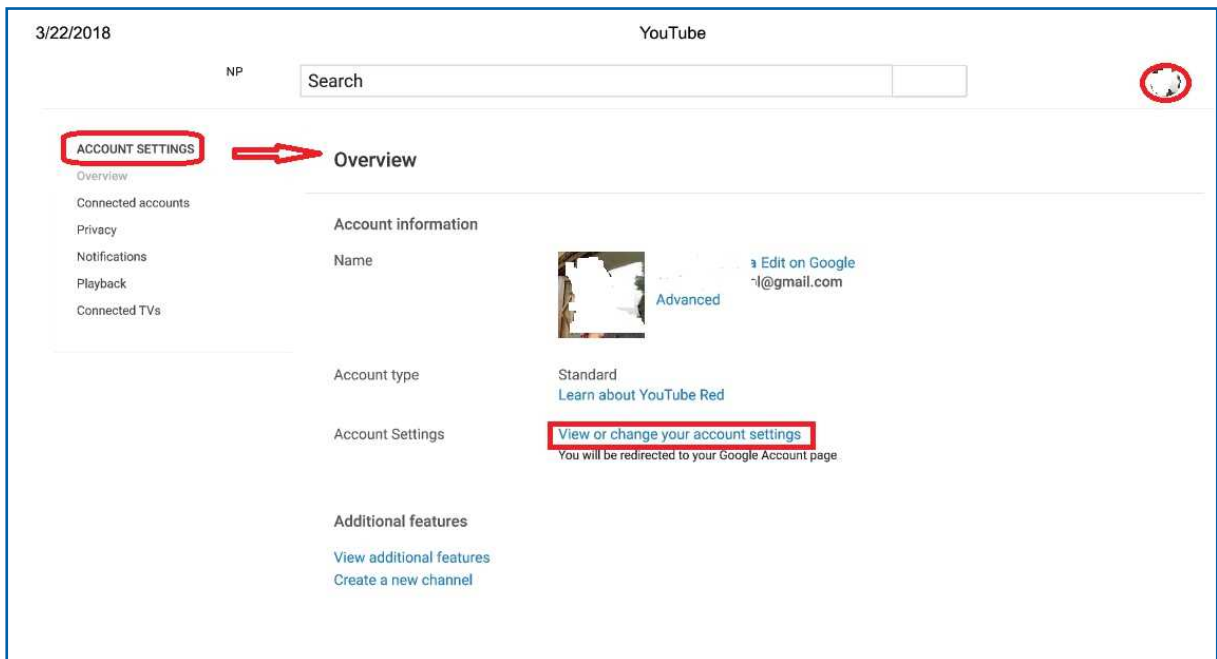 3/22/2018 YouTube
NP Search
ACCOUNT SETTINGS
Overview
Connected accounts
Privacy
Notifications
Playback
Connected TVs
Overview
Account information
Name
a Edit on Google
l@gmail.com
Advanced
Account type Standard
Learn about YouTube Red
Account Settings View or change your account settings
You will be redirected to your Google Account page
Additional features
View additional features
Create a new channel